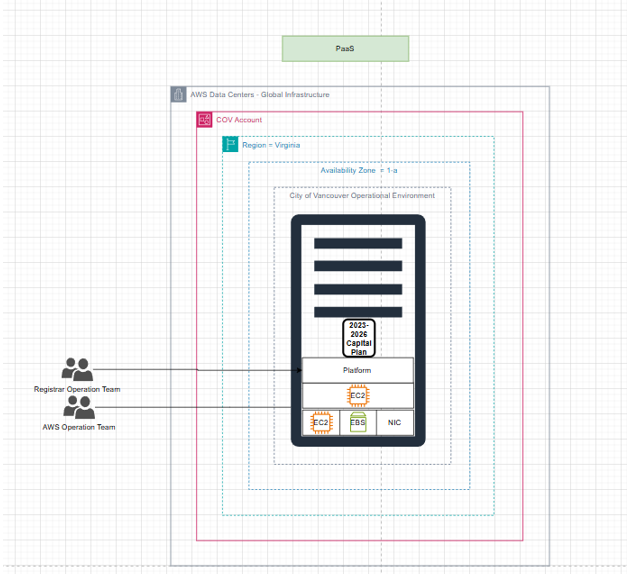 PaaS
AWS Data Centers - Global Infrastructure
COV Account
Region = Virginia
Availability Zone = 1-a
City of Vancouver Operational Environment
2023-
2026
Capital
Plan
Platform
EC2
EC2 EBS NIC
Registrar Operation Team
AWS Operation Team